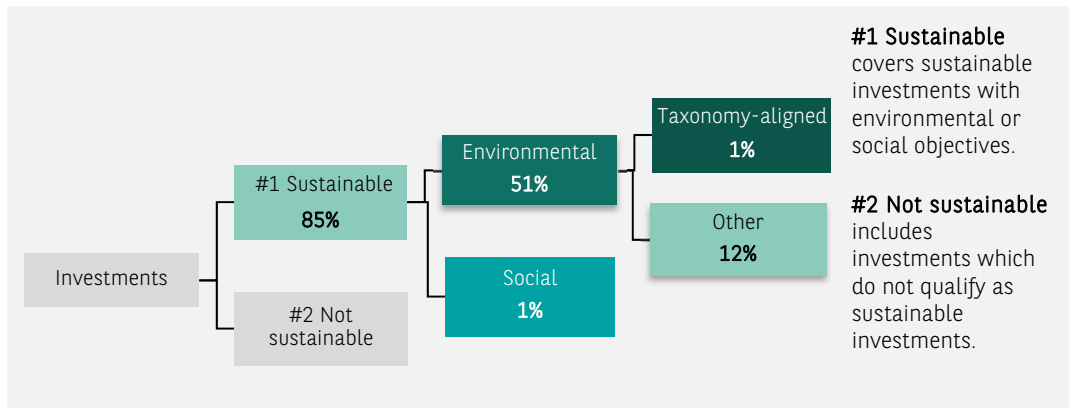 Investments
#1 Sustainable
85%
#2 Not
sustainable
Environmental
51%
Social
1%
Taxonomy-aligned
1%
Other
12%
#1 Sustainable
covers sustainable
investments with
environmental or
social objectives.
#2 Not sustainable
includes
investments which
do not qualify as
sustainable
investments.